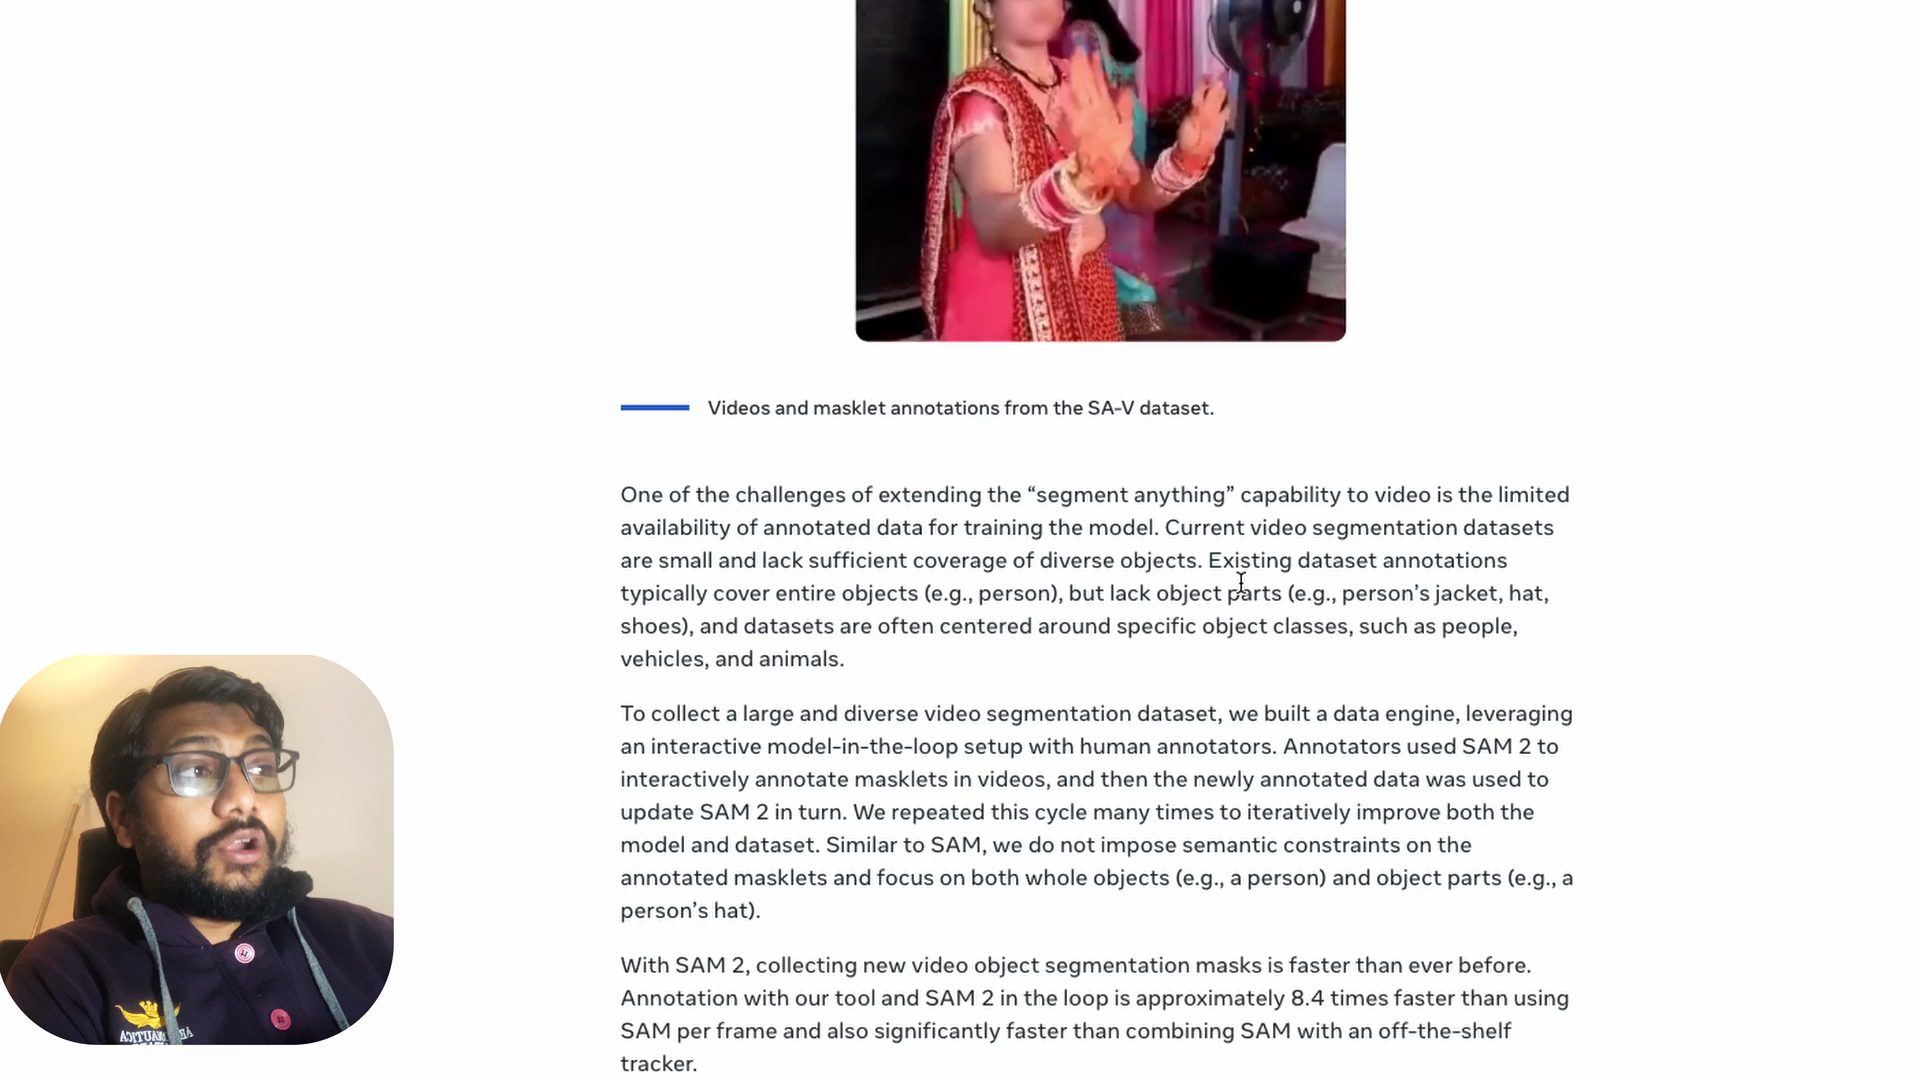 Videos and masklet annotations from the SA-V dataset.
One of the challenges of extending the “segment anything” capability to video is the limited
availability of annotated data for training the model. Current video segmentation datasets
are small and lack sufficient coverage of diverse objects. Existing dataset annotations
typically cover entire objects (e.g., person), but lack object parts (e.g., person’s jacket, hat,
shoes), and datasets are often centered around specific object classes, such as people,
vehicles, and animals.
To collect a large and diverse video segmentation dataset, we built a data engine, leveraging
an interactive model-in-the-loop setup with human annotators. Annotators used SAM 2 to
interactively annotate masklets in videos, and then the newly annotated data was used to
update SAM 2 in turn. We repeated this cycle many times to iteratively improve both the
model and dataset. Similar to SAM, we do not impose semantic constraints on the
annotated masklets and focus on both whole objects (e.g., a person) and object parts (e.g., a
person’s hat).
With SAM 2, collecting new video object segmentation masks is faster than ever before.
Annotation with our tool and SAM 2 in the loop is approximately 8.4 times faster than using
SAM per frame and also significantly faster than combining SAM with an off-the-shelf
tracker.